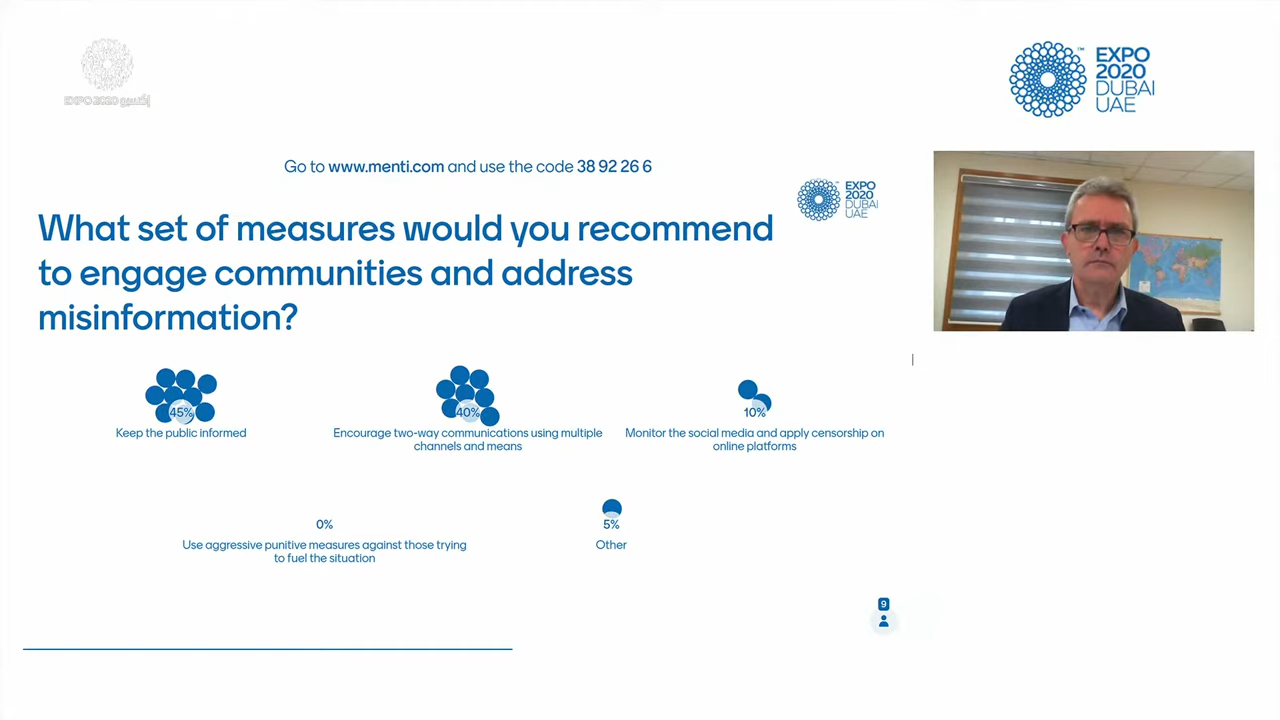 EXPO 2020 إكسبو
EXPO
2020
DUBAI
UAE
Go to www.menti.com and use the code 38 92 26 6
EXPO
2020
DUBAI
UAE
What set of measures would you recommend
to engage communities and address
misinformation?
45%
Keep the public informed
40%
Encourage two-way communications using multiple
channels and means
10%
Monitor the social media and apply censorship on
online platforms
0%
Use aggressive punitive measures against those trying
to fuel the situation
5%
Other
9